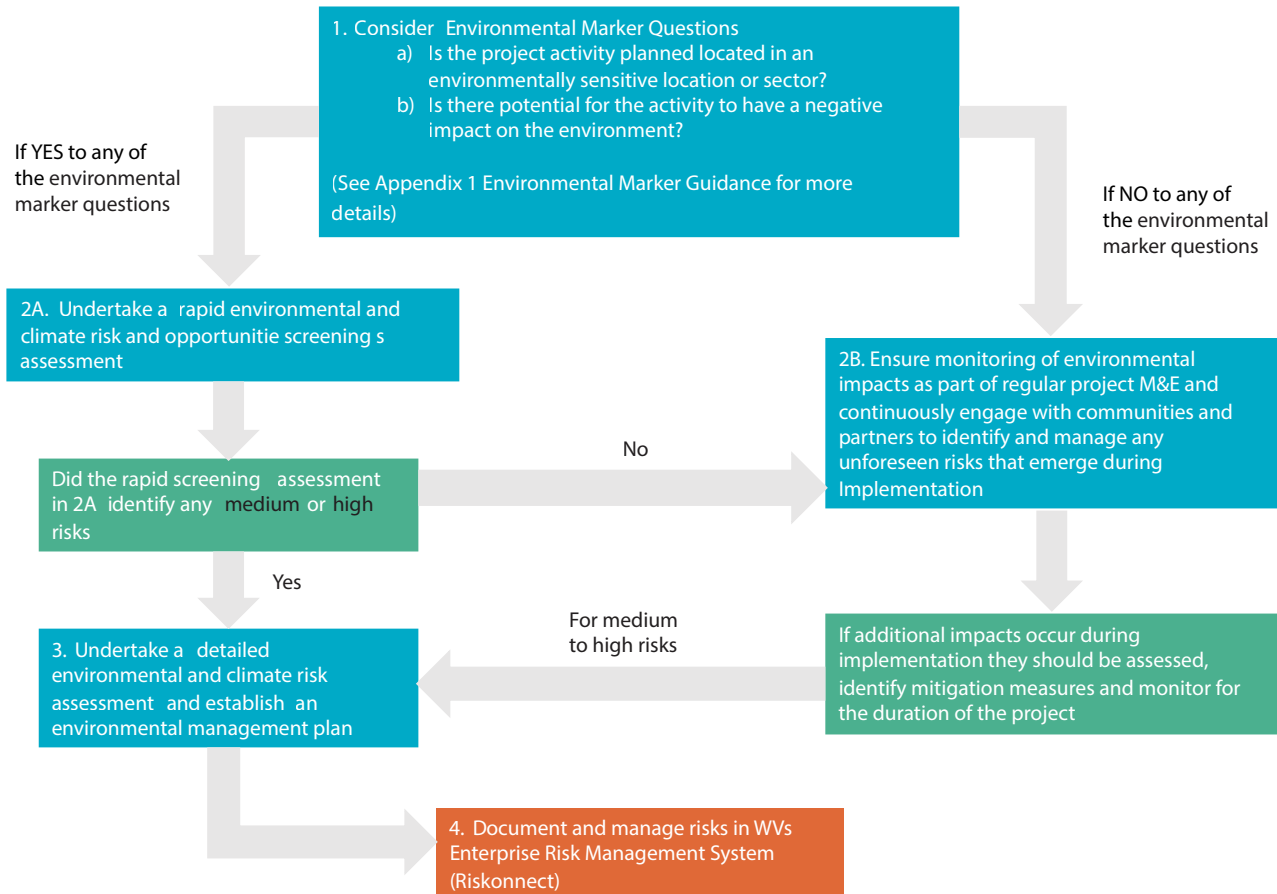 1. Consider Environmental Marker Questions
a) Is the project activity planned located in an
environmentally sensitive location or sector?
b) Is there potential for the activity to have a negative
impact on the environment?
(See Appendix 1 Environmental Marker Guidance for more
details)
If YES to any of
the environmental
marker questions
If NO to any of
the environmental
marker questions
2A. Undertake a rapid environmental and
climate risk and opportunitie screening s
assessment
2B. Ensure monitoring of environmental
impacts as part of regular project M&E and
continuously engage with communities and
partners to identify and manage any
unforeseen risks that emerge during
Implementation
Did the rapid screening assessment
in 2A identify any medium or high
risks
No
Yes
For medium
to high risks
3. Undertake a detailed
environmental and climate risk
assessment and establish an
environmental management plan
If additional impacts occur during
implementation they should be assessed,
identify mitigation measures and monitor for
the duration of the project
4. Document and manage risks in WVs
Enterprise Risk Management System
(Riskonnect)